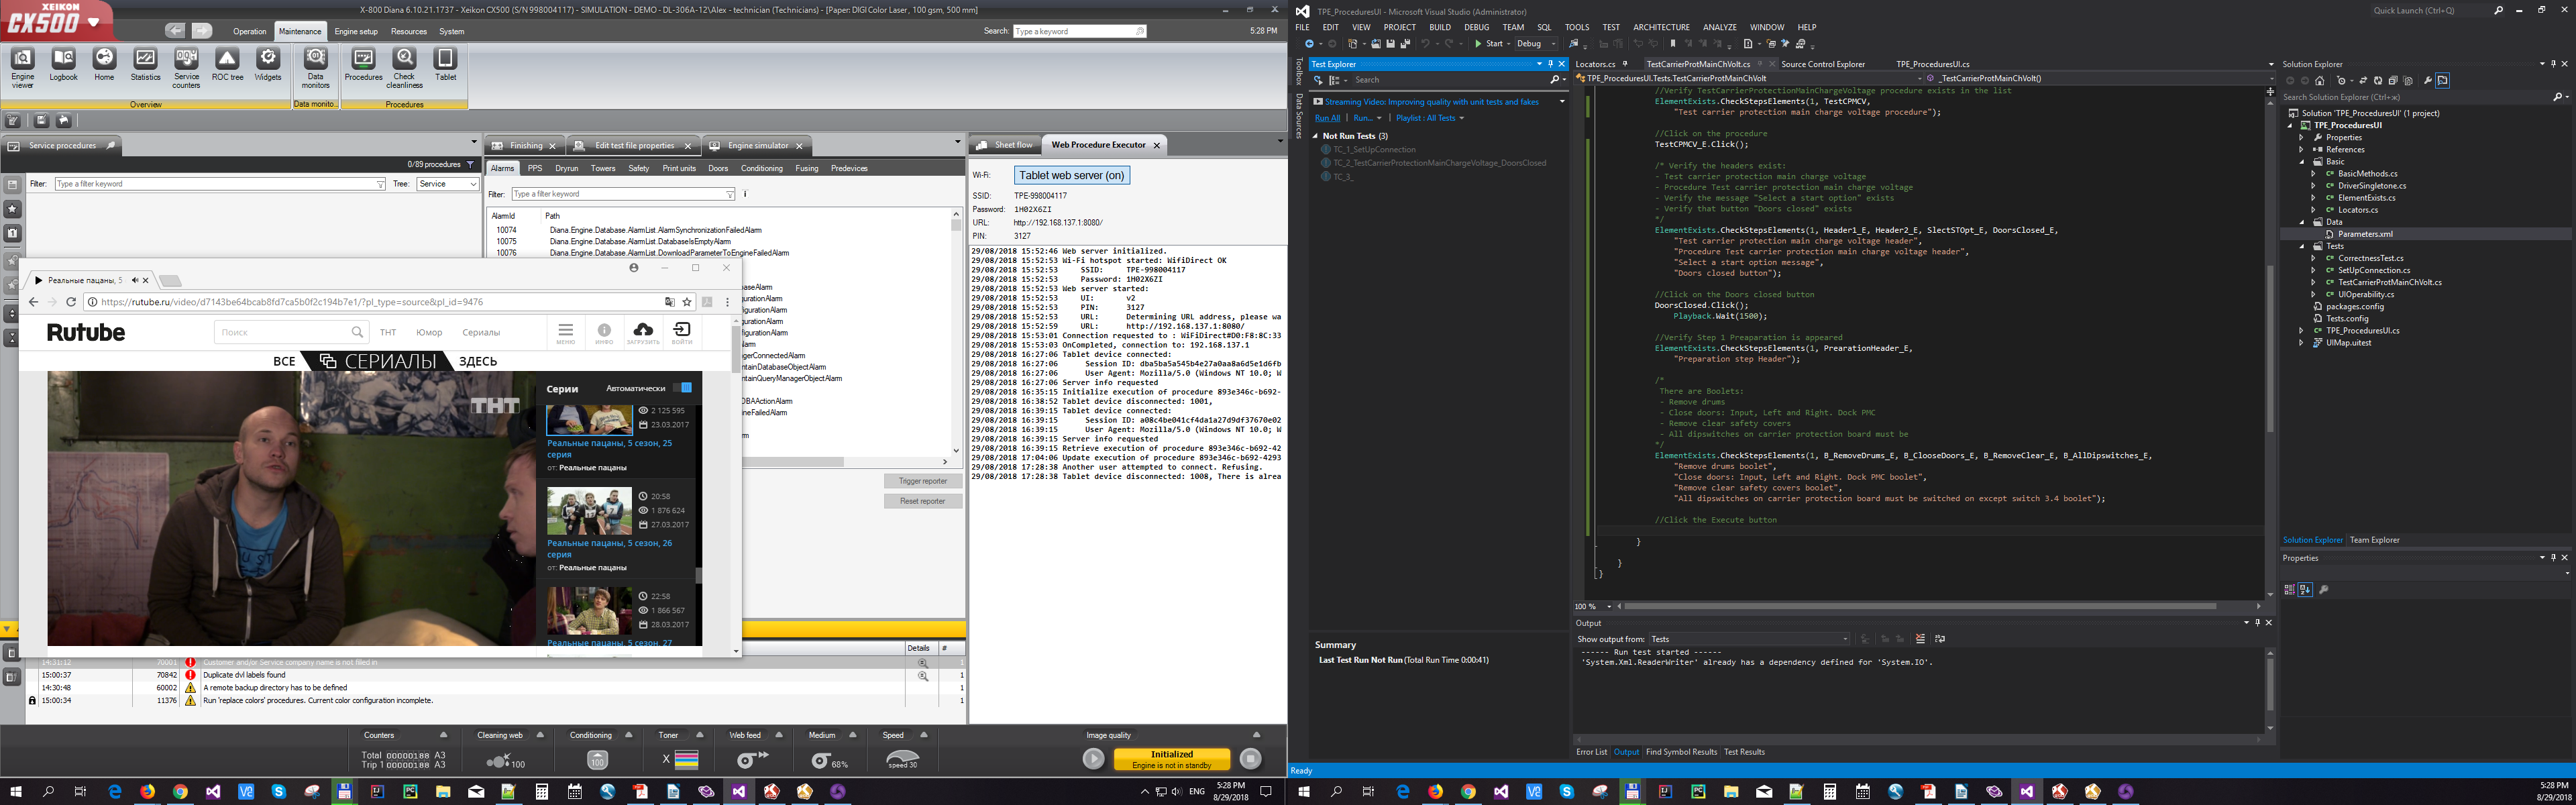 XEIKON
CX500
X-800 Diana 6.10.21.1737 - Xeikon CX500 (S/N 998004117) - SIMULATION - DEMO - DL-306A-12\Alex - technician (Technicians) - [Paper: DIGI Color Laser , 100 gsm, 500 mm]
Operation Maintenance Engine setup Resources System
Search: Type a keyword 5:28 PM
Engine viewer Logbook Home Statistics Service counters ROC tree Widgets Data monitors Procedures Check cleanliness Tablet
Overview Data monito... Procedures
Service procedures
0/89 procedures
Filter: Type a filter keyword Tree: Service
Finishing Edit test file properties Engine simulator
Alarms PPS Dryrun Towers Safety Print units Doors Conditioning Fusing Predevices
Filter: Type a filter keyword
AlamId Path
10074 Diana.Engine.Database.AlarmList.AlarmSynchronizationFailedAlarm
10075 Diana.Engine.Database.AlarmList.DatabaseIsEmptyAlarm
10076 Diana.Engine.Database.AlarmList.DownloadParameterToEngineFailedAlarm
baseAlarm
igurationAlarm
figurationAlarm
figurationAlarm
figurationAlarm
nAlarm
agerConnectedAlarm
ntainDatabaseObjectAlarm
ntainQueryManagerObjectAlarm
OBAActionAlarm
ineFailedAlarm
Trigger reporter
Reset reporter
Sheet flow Web Procedure Executor
Wi-Fi: Tablet web server (on)
SSID: TPE-998004117
Password: 1H02X6ZI
URL: http://192.168.137.1:8080/
PIN: 3127
29/08/2018 15:52:46 Web server initialized.
29/08/2018 15:52:53 Wi-Fi hotspot started: WifiDirect OK
29/08/2018 15:52:53 SSID: TPE-998004117
29/08/2018 15:52:53 Password: 1H02X6ZI
29/08/2018 15:52:53 Web server started:
29/08/2018 15:52:53 UI: v2
29/08/2018 15:52:53 PIN: 3127
29/08/2018 15:52:53 URL: Determining URL address, please wa
29/08/2018 15:52:59 URL: http://192.168.137.1:8080/
29/08/2018 15:53:01 Connection requested to : WiFiDirect#D0:F8:8C:33
29/08/2018 15:53:03 OnCompleted, connection to: 192.168.137.1
29/08/2018 16:27:06 Tablet device connected:
29/08/2018 16:27:06 Session ID: dba5ba5a545b4e27a0aa8a6d5e1d6fb
29/08/2018 16:27:06 User Agent: Mozilla/5.0 (Windows NT 10.0; W
29/08/2018 16:27:06 Server info requested
29/08/2018 16:35:15 Initialize execution of procedure 893e346c-b692-
29/08/2018 16:38:52 Tablet device disconnected: 1001,
29/08/2018 16:39:15 Tablet device connected:
29/08/2018 16:39:15 Session ID: a08c4be041cf4da1a27d9df37670e02
29/08/2018 16:39:15 User Agent: Mozilla/5.0 (Windows NT 10.0; W
29/08/2018 16:39:15 Server info requested
29/08/2018 16:39:15 Retrieve execution of procedure 893e346c-b692-42
29/08/2018 17:04:06 Update execution of procedure 893e346c-b692-4293
29/08/2018 17:28:38 Another user attempted to connect. Refusing.
29/08/2018 17:28:38 Tablet device disconnected: 1008, There is alrea
Реальные пацаны, 5
https://rutube.ru/video/d7143be64bcab8fd7ca5b0f2c194b7e1/?pl_type=source&pl_id=9476
Rutube Поиск ТНТ Юмор Сериалы МЕНЮ ИНФО ЗАГРУЗИТЬ ВОЙТИ
ВСЕ СЕРИАЛЫ ЗДЕСЬ
ТНТ
Серии Автоматически
2 125 595
23.03.2017
Реальные пацаны, 5 сезон, 25
серия
от: Реальные пацаны
20:58
1 876 624
27.03.2017
Реальные пацаны, 5 сезон, 26
серия
от: Реальные пацаны
22:58
1 866 567
28.03.2017
Реальные пацаны, 5 сезон, 27
Details #
14:31:12 70001 Customer and/or Service company name is not filled in 1
15:00:37 70842 Duplicate dvl labels found 1
14:30:48 60002 A remote backup directory has to be defined 1
15:00:34 11376 Run 'replace colors' procedures. Current color configuration incomplete. 1
Counters Cleaning web Conditioning Toner Web feed Medium Speed Image quality
Total 00000188 A3
Trip 1 00000188 A3
100 100 X 68% speed 30
Initialized
Engine is not in standby
ENG 5:28 PM
8/29/2018
TPE_ProceduresUI - Microsoft Visual Studio (Administrator)
Quick Launch (Ctrl+Q)
FILE EDIT VIEW PROJECT BUILD DEBUG TEAM SQL TOOLS TEST ARCHITECTURE ANALYZE WINDOW HELP
Start Debug
Toolbox
Data Sources
Test Explorer
Search
Streaming Video: Improving quality with unit tests and fakes
Run All | Run... | Playlist : All Tests
Not Run Tests (3)
TC_1_SetUpConnection
TC_2_TestCarrierProtectionMainChargeVoltage_DoorsClosed
TC_3_
Summary
Last Test Run Not Run (Total Run Time 0:00:41)
Locators.cs TestCarrierProtMainChVolt.cs Source Control Explorer TPE_ProceduresUI.cs
TPE_ProceduresUI.Tests.TestCarrierProtMainChVolt _TestCarrierProtMainChVolt()
//Verify TestCarrierProtectionMainChargeVoltage procedure exists in the list
ElementExists.CheckStepsElements(1, TestCPMCV,
"Test carrier protection main charge voltage procedure");
//Click on the procedure
TestCPMCV_E.Click();
/* Verify the headers exist:
- Test carrier protection main charge voltage
- Procedure Test carrier protection main charge voltage
- Verify the message "Select a start option" exists
- Verify that button "Doors closed" exists
*/
ElementExists.CheckStepsElements(1, Header1_E, Header2_E, SlectSTOpt_E, DoorsClosed_E,
"Test carrier protection main charge voltage header",
"Procedure Test carrier protection main charge voltage header",
"Select a start option message",
"Doors closed button");
//Click on the Doors closed button
DoorsClosed.Click();
Playback.Wait(1500);
//Verify Step 1 Preaparation is appeared
ElementExists.CheckStepsElements(1, PrearationHeader_E,
"Preparation step Header");
/*
There are Boolets:
- Remove drums
- Close doors: Input, Left and Right. Dock PMC
- Remove clear safety covers
- All dipswitches on carrier protection board must be
*/
ElementExists.CheckStepsElements(1, B_RemoveDrums_E, B_ClooseDoors_E, B_RemoveClear_E, B_AllDipswitches_E,
"Remove drums boolet",
"Close doors: Input, Left and Right. Dock PMC boolet",
"Remove clear safety covers boolet",
"All dipswitches on carrier protection board must be switched on except switch 3.4 boolet");
//Click the Execute button
}
}
}
100 %
Output
Show output from: Tests
------ Run test started ------
'System.Xml.ReaderWriter' already has a dependency defined for 'System.IO'.
Error List Output Find Symbol Results Test Results
Ready
Solution Explorer
Search Solution Explorer (Ctrl+ж)
Solution 'TPE_ProceduresUI' (1 project)
TPE_ProceduresUI
Properties
References
Basic
BasicMethods.cs
DriverSingletone.cs
ElementExists.cs
Locators.cs
Data
Parameters.xml
Tests
CorrectnessTest.cs
SetUpConnection.cs
TestCarrierProtMainChVolt.cs
UIOperability.cs
packages.config
Tests.config
TPE_ProceduresUI.cs
UIMap.uitest
Solution Explorer Team Explorer
Properties
5:28 PM
8/29/2018